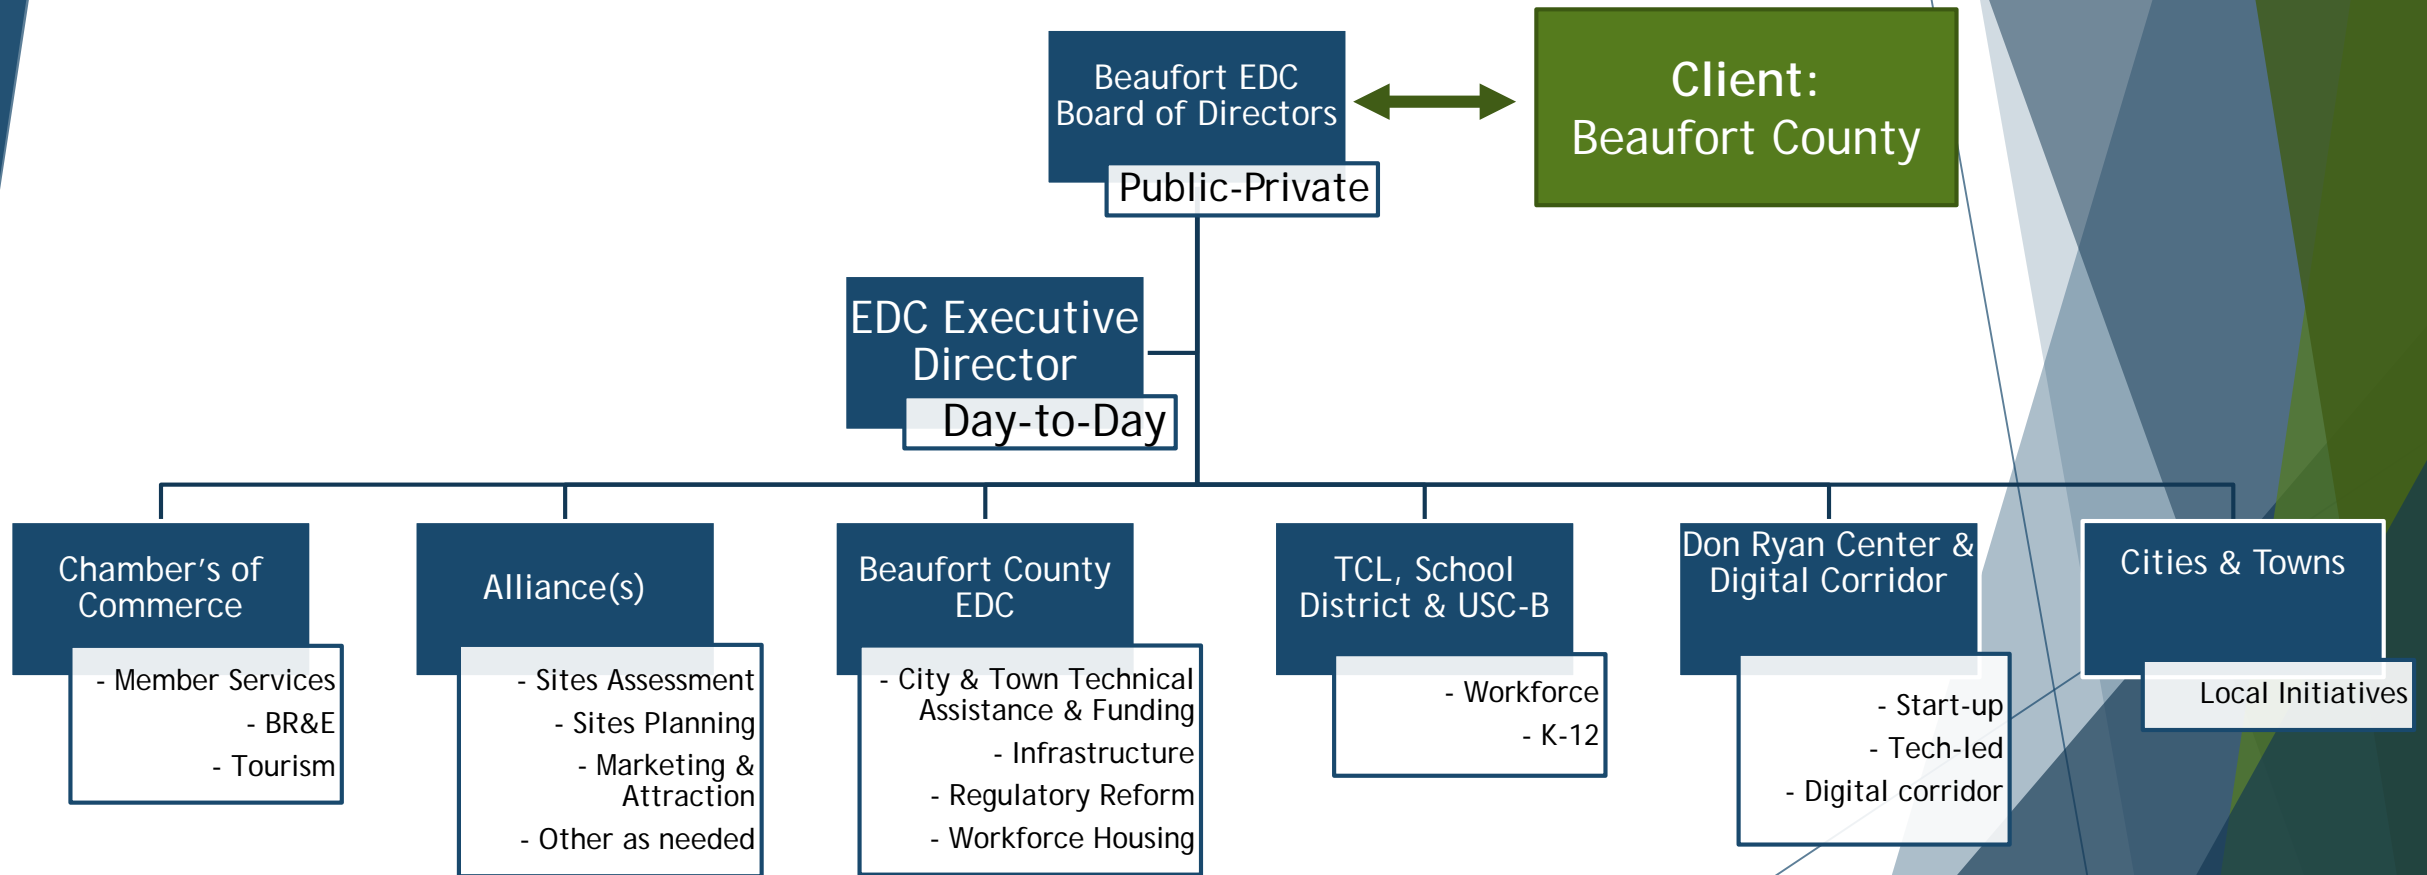 Beaufort EDC
Board of Directors
Public-Private
Client:
Beaufort County
EDC Executive
Director
Day-to-Day
Chamber's of
Commerce
- Member Services
- BR&E
- Tourism
Alliance(s)
- Sites Assessment
- Sites Planning
- Marketing &
Attraction
- Other as needed
Beaufort County
EDC
- City & Town Technical
Assistance & Funding
- Infrastructure
- Regulatory Reform
- Workforce Housing
TCL, School
District & USC-B
- Workforce
- K-12
Don Ryan Center &
Digital Corridor
- Start-up
- Tech-led
- Digital corridor
Cities & Towns
Local Initiatives